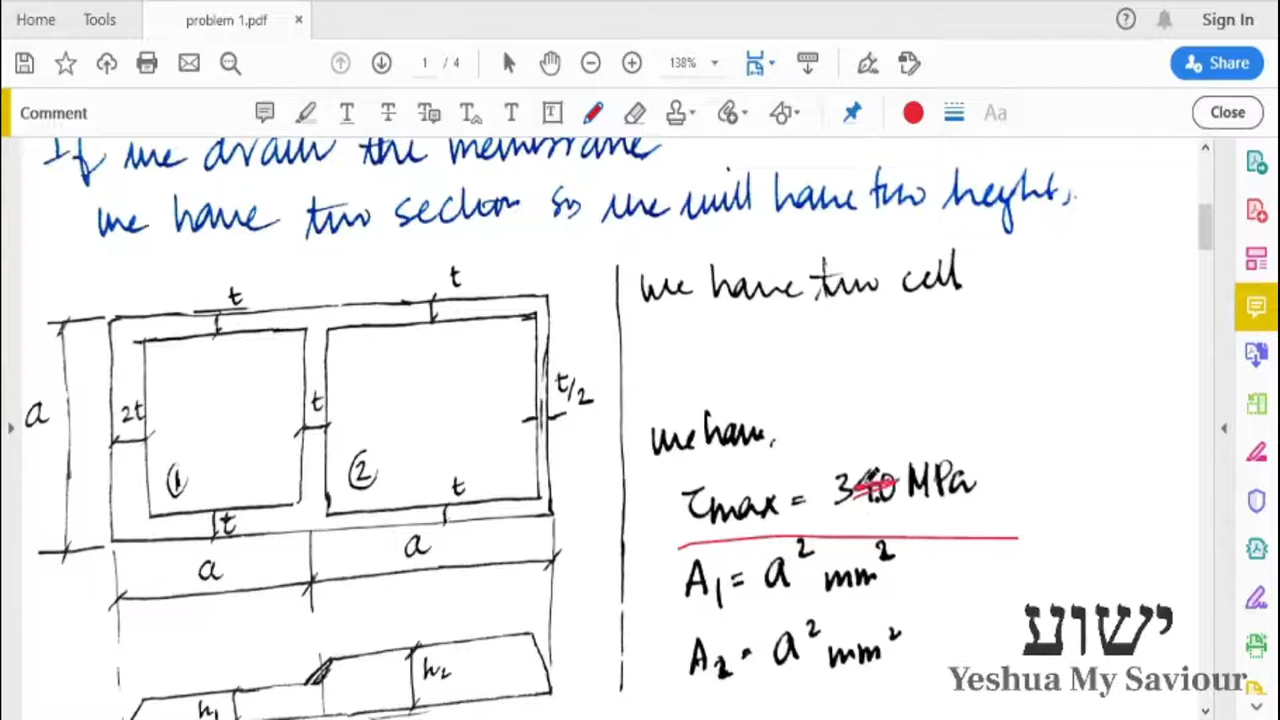 Home Tools problem 1.pdf × Sign In
1 / 4 138% Share
Comment Aa Close
If we drawn the membrane
we have two section so we will have two height.
t
t
a
2t
t
t/2
1
2
t
t
a
a
h2
h1
we have two cell
we have,
τmax = MPa
A1 = a² mm²
A2 = a² mm²
ישוע
Yeshua My Saviour